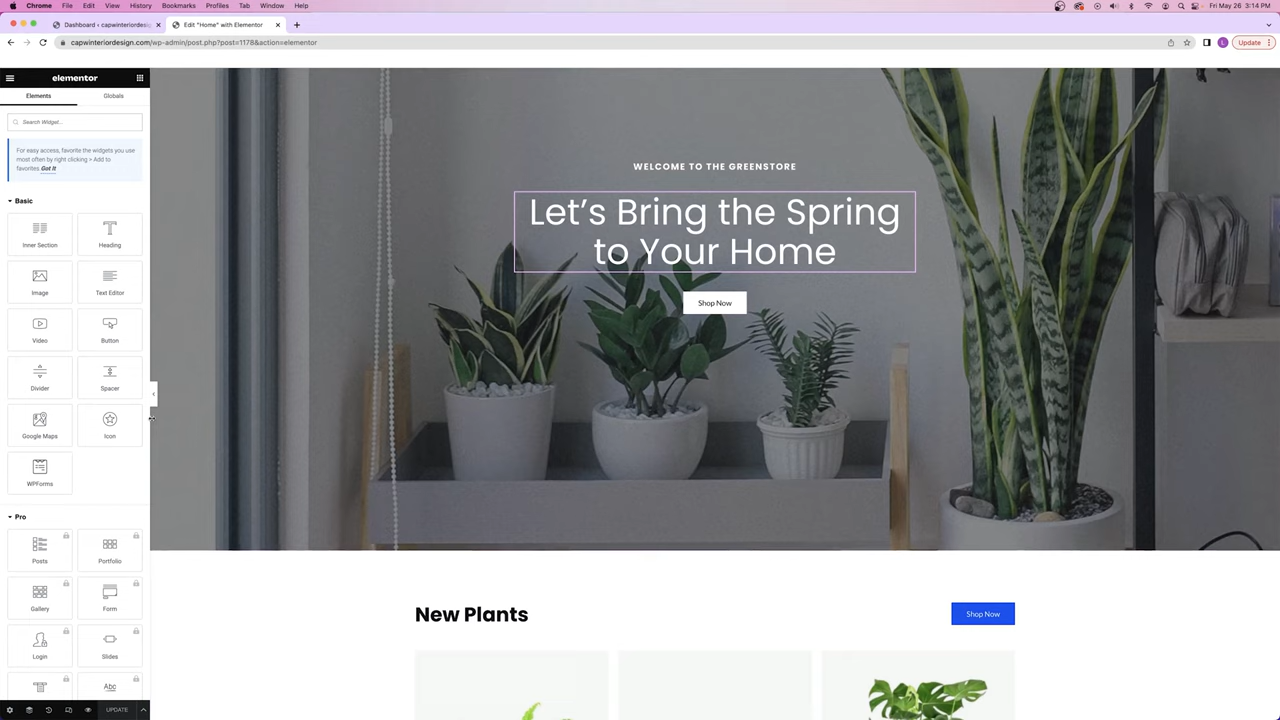 Chrome File Edit View History Bookmarks Profiles Tab Window Help
Fri May 26 3:14 PM
Dashboard ‹ capwinteriordesig
Edit "Home" with Elementor
capwinteriordesign.com/wp-admin/post.php?post=1178&action=elementor
L
Update
elementor
Elements Globals
Search Widget...
For easy access, favorite the widgets you use
most often by right clicking > Add to
favorites. Got It
Basic
Inner Section Heading
Image Text Editor
Video Button
Divider Spacer
Google Maps Icon
WPForms
Pro
Posts Portfolio
Gallery Form
Login Slides
Abc
UPDATE
WELCOME TO THE GREENSTORE
Let's Bring the Spring
to Your Home
Shop Now
New Plants
Shop Now